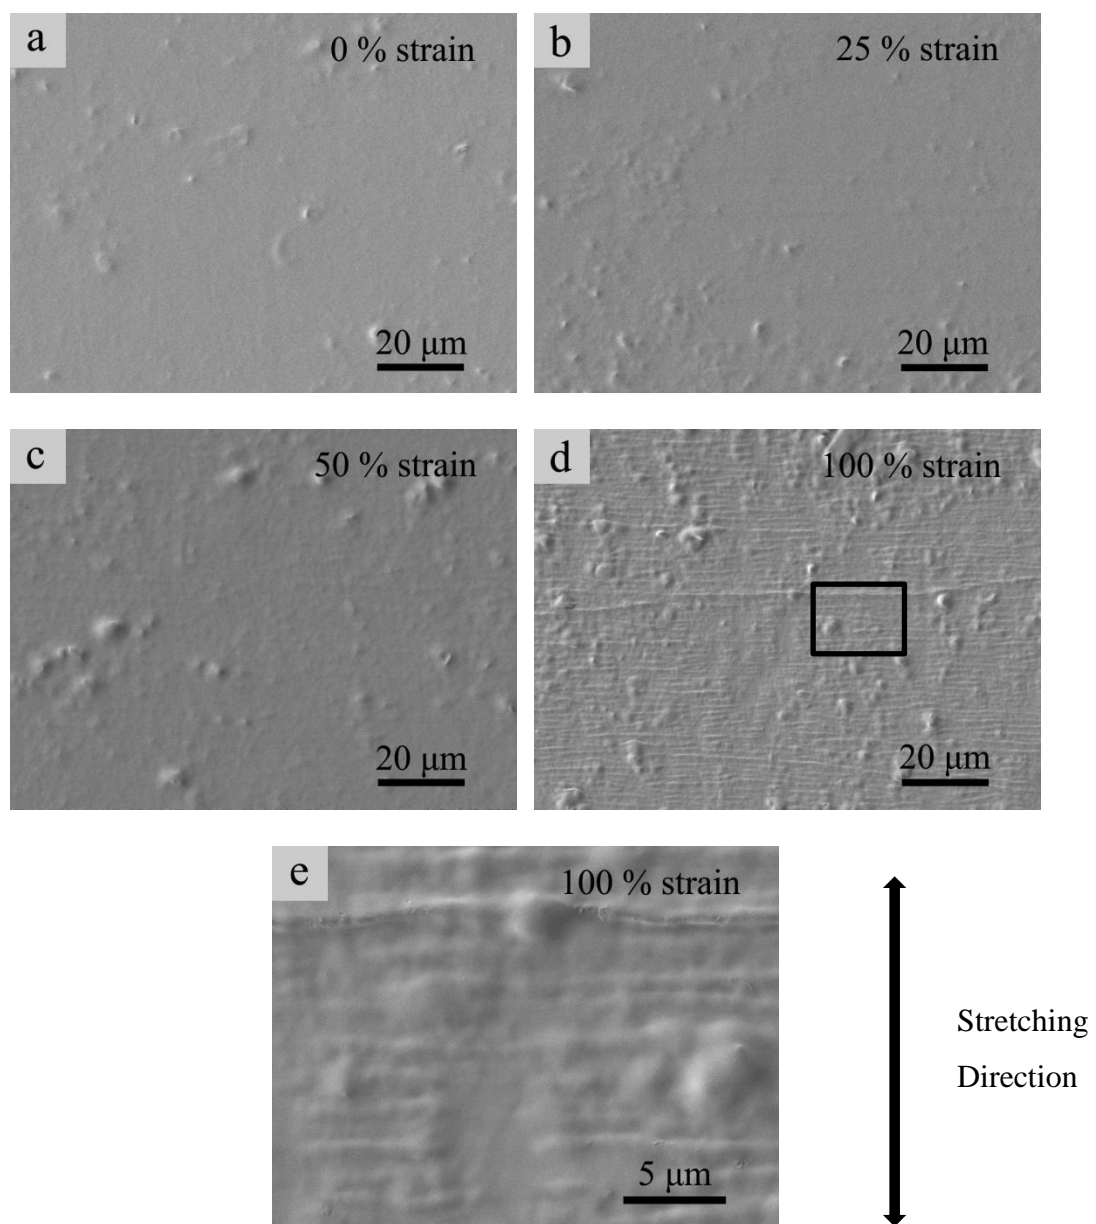 a
0 % strain
20 μm
b
25 % strain
20 μm
c
50 % strain
20 μm
d
100 % strain
20 μm
e
100 % strain
5 μm
Stretching
Direction